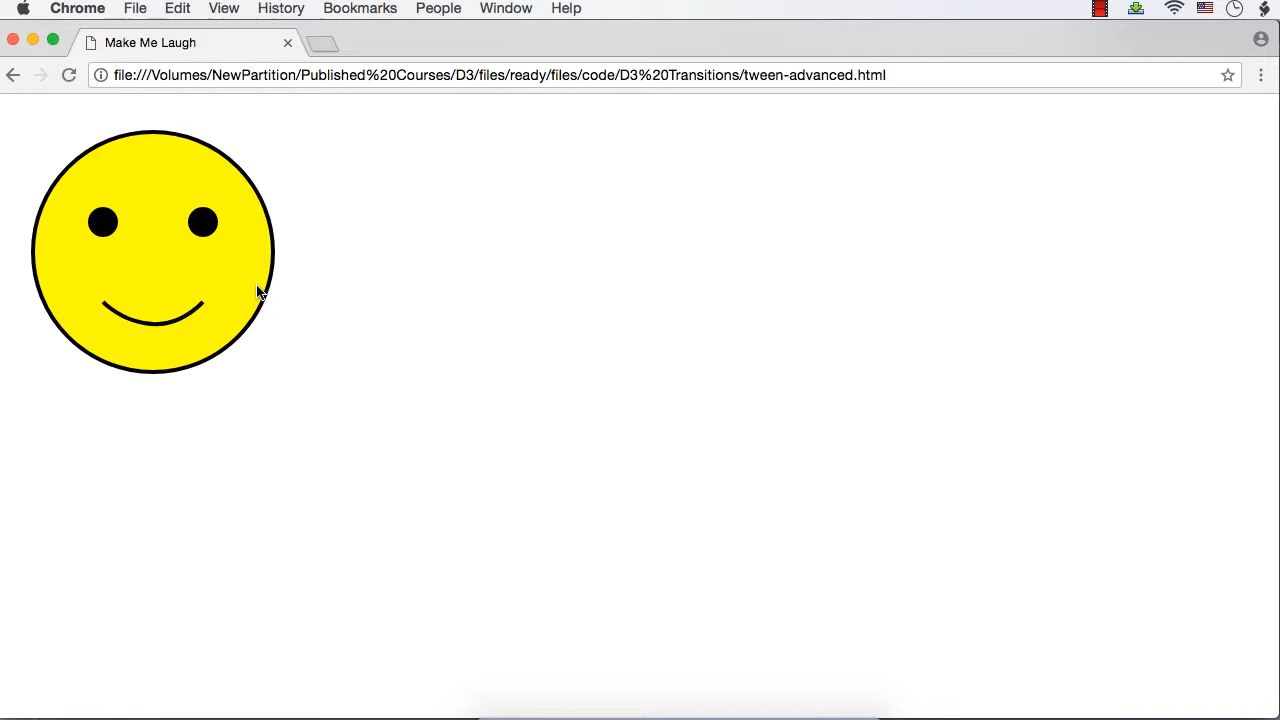 Chrome File Edit View History Bookmarks People Window Help
Make Me Laugh
file:///Volumes/NewPartition/Published%20Courses/D3/files/ready/files/code/D3%20Transitions/tween-advanced.html